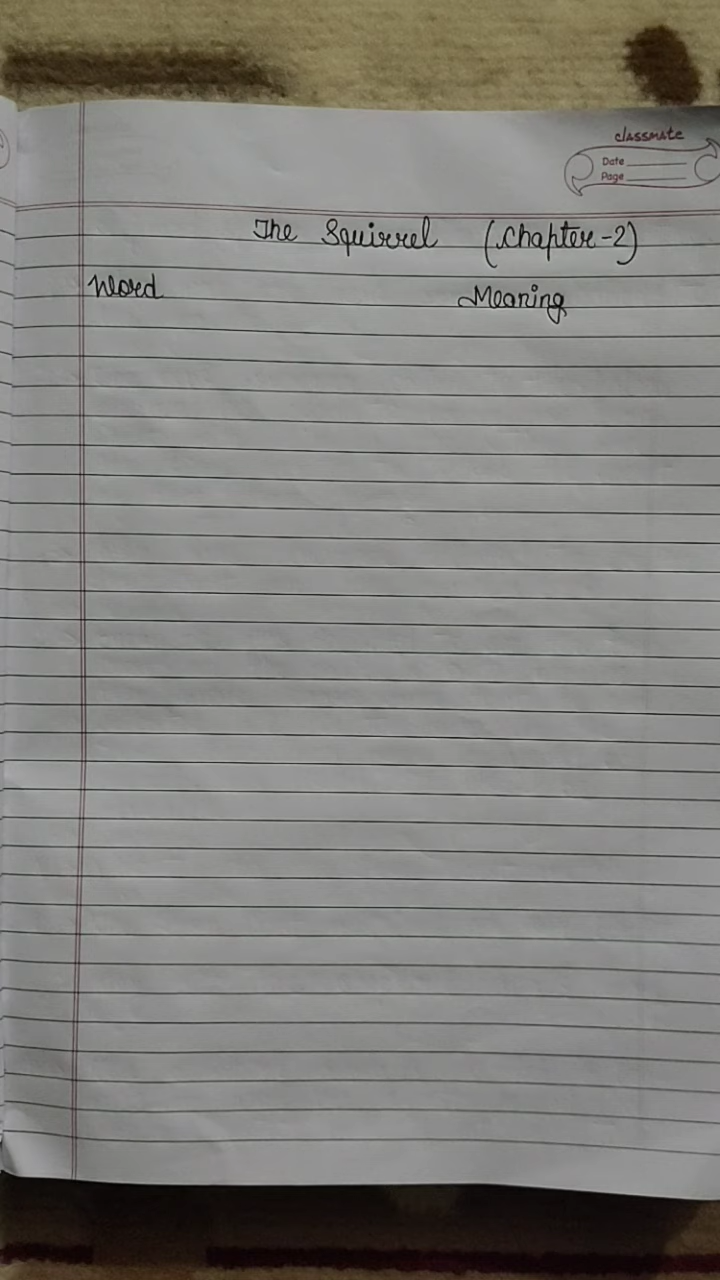 classmate
Date
Page
The Squirrel (Chapter-2)
Word Meaning